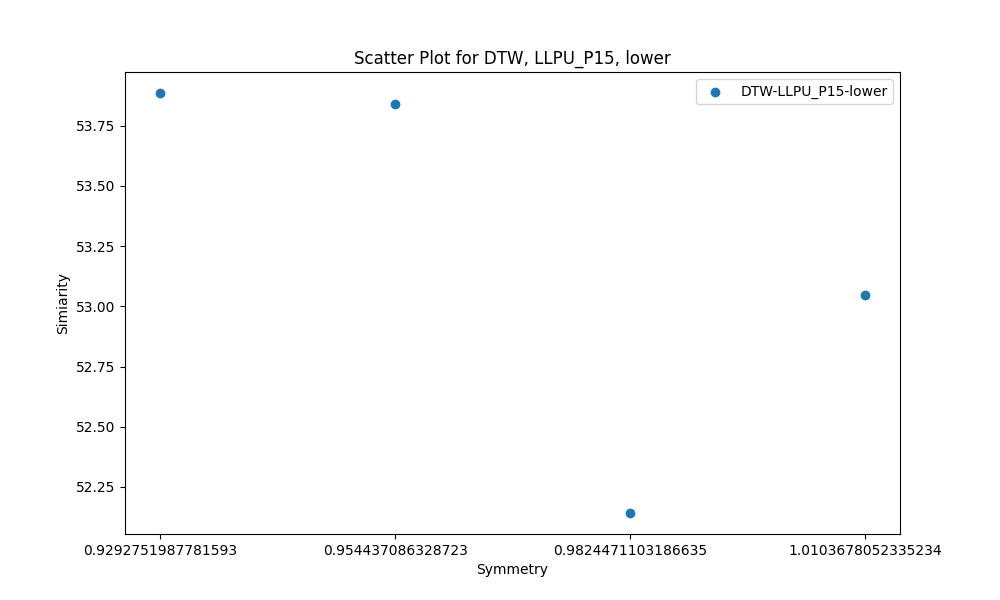 Scatter Plot for DTW, LLPU_P15, lower
DTW-LLPU_P15-lower
53.75
53.50
53.25
53.00
52.75
52.50
52.25
Simiarity
0.9292751987781593
0.954437086328723
0.9824471103186635
1.0103678052335234
Symmetry